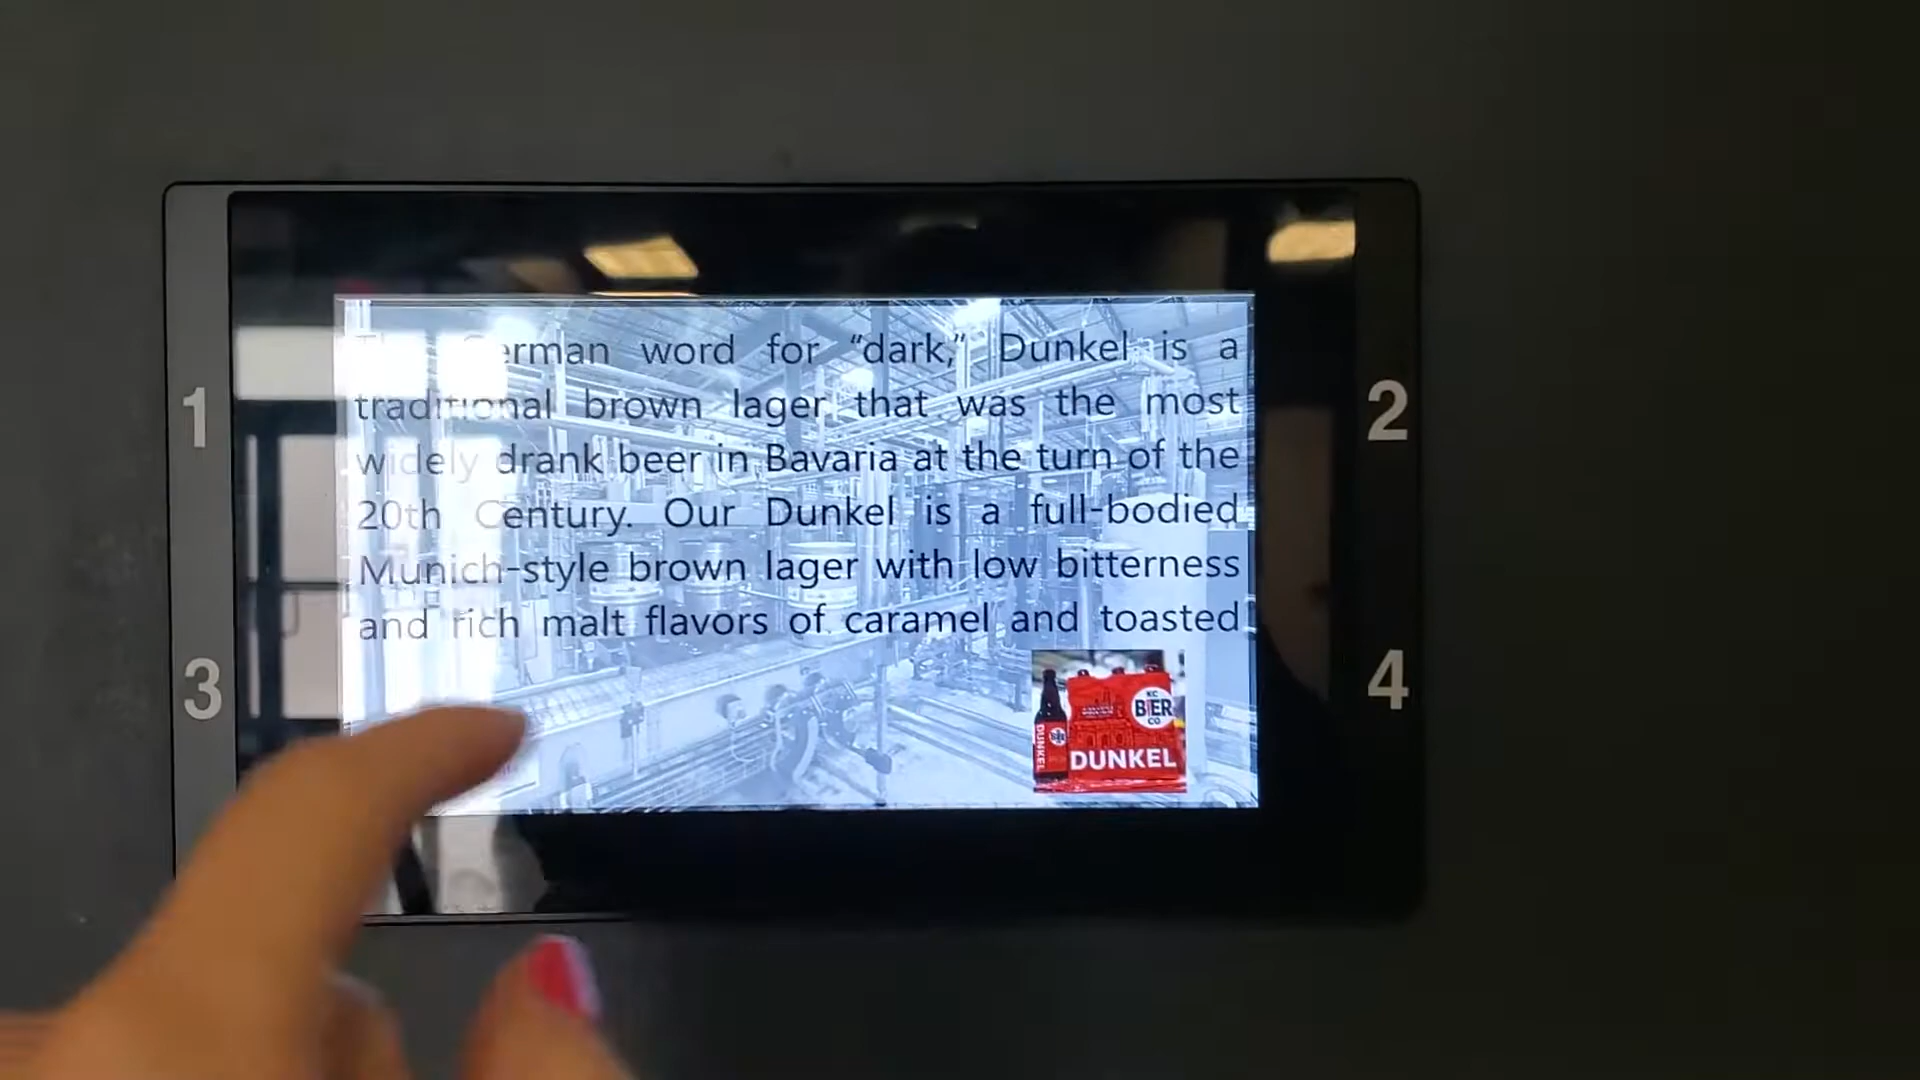 German word for “dark,” Dunkel is a
traditional brown lager that was the most
widely drank beer in Bavaria at the turn of the
20th Century. Our Dunkel is a full-bodied
Munich-style brown lager with low bitterness
and rich malt flavors of caramel and toasted
1
2
3
4
KC
BIER
CO
DUNKEL
DUNKEL